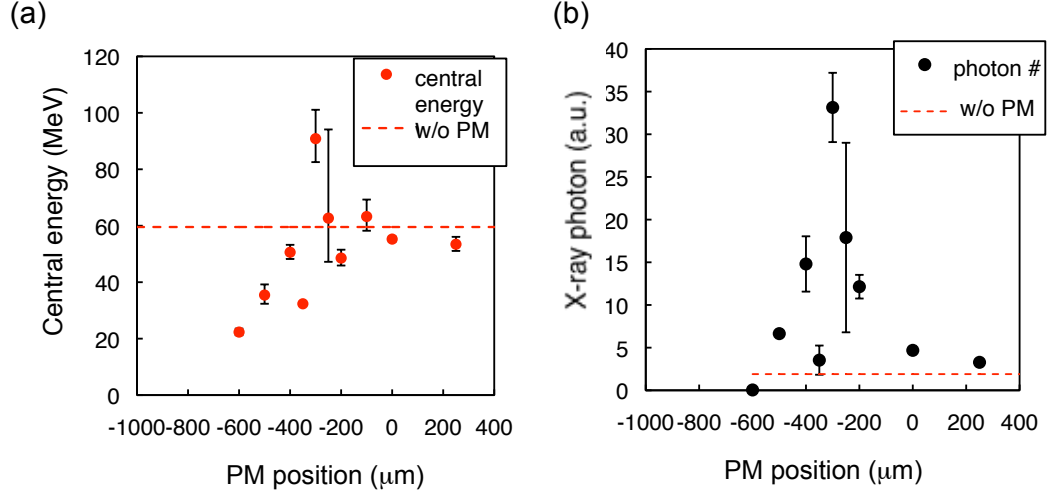 (a)
120
100
80
60
40
20
0
Central energy (MeV)
central
energy
w/o PM
-1000 -800 -600 -400 -200 0 200 400
PM position (μm)
(b)
40
35
30
25
20
15
10
5
0
X-ray photon (a.u.)
photon #
w/o PM
-1000 -800 -600 -400 -200 0 200 400
PM position (μm)